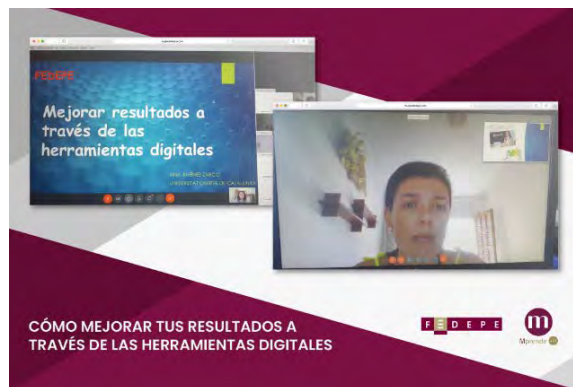 FEDEPE
Mejorar resultados a
través de las
herramientas digitales
CÓMO MEJORAR TUS RESULTADOS A
TRAVÉS DE LAS HERRAMIENTAS DIGITALES
FEDEPE
m
Mprende